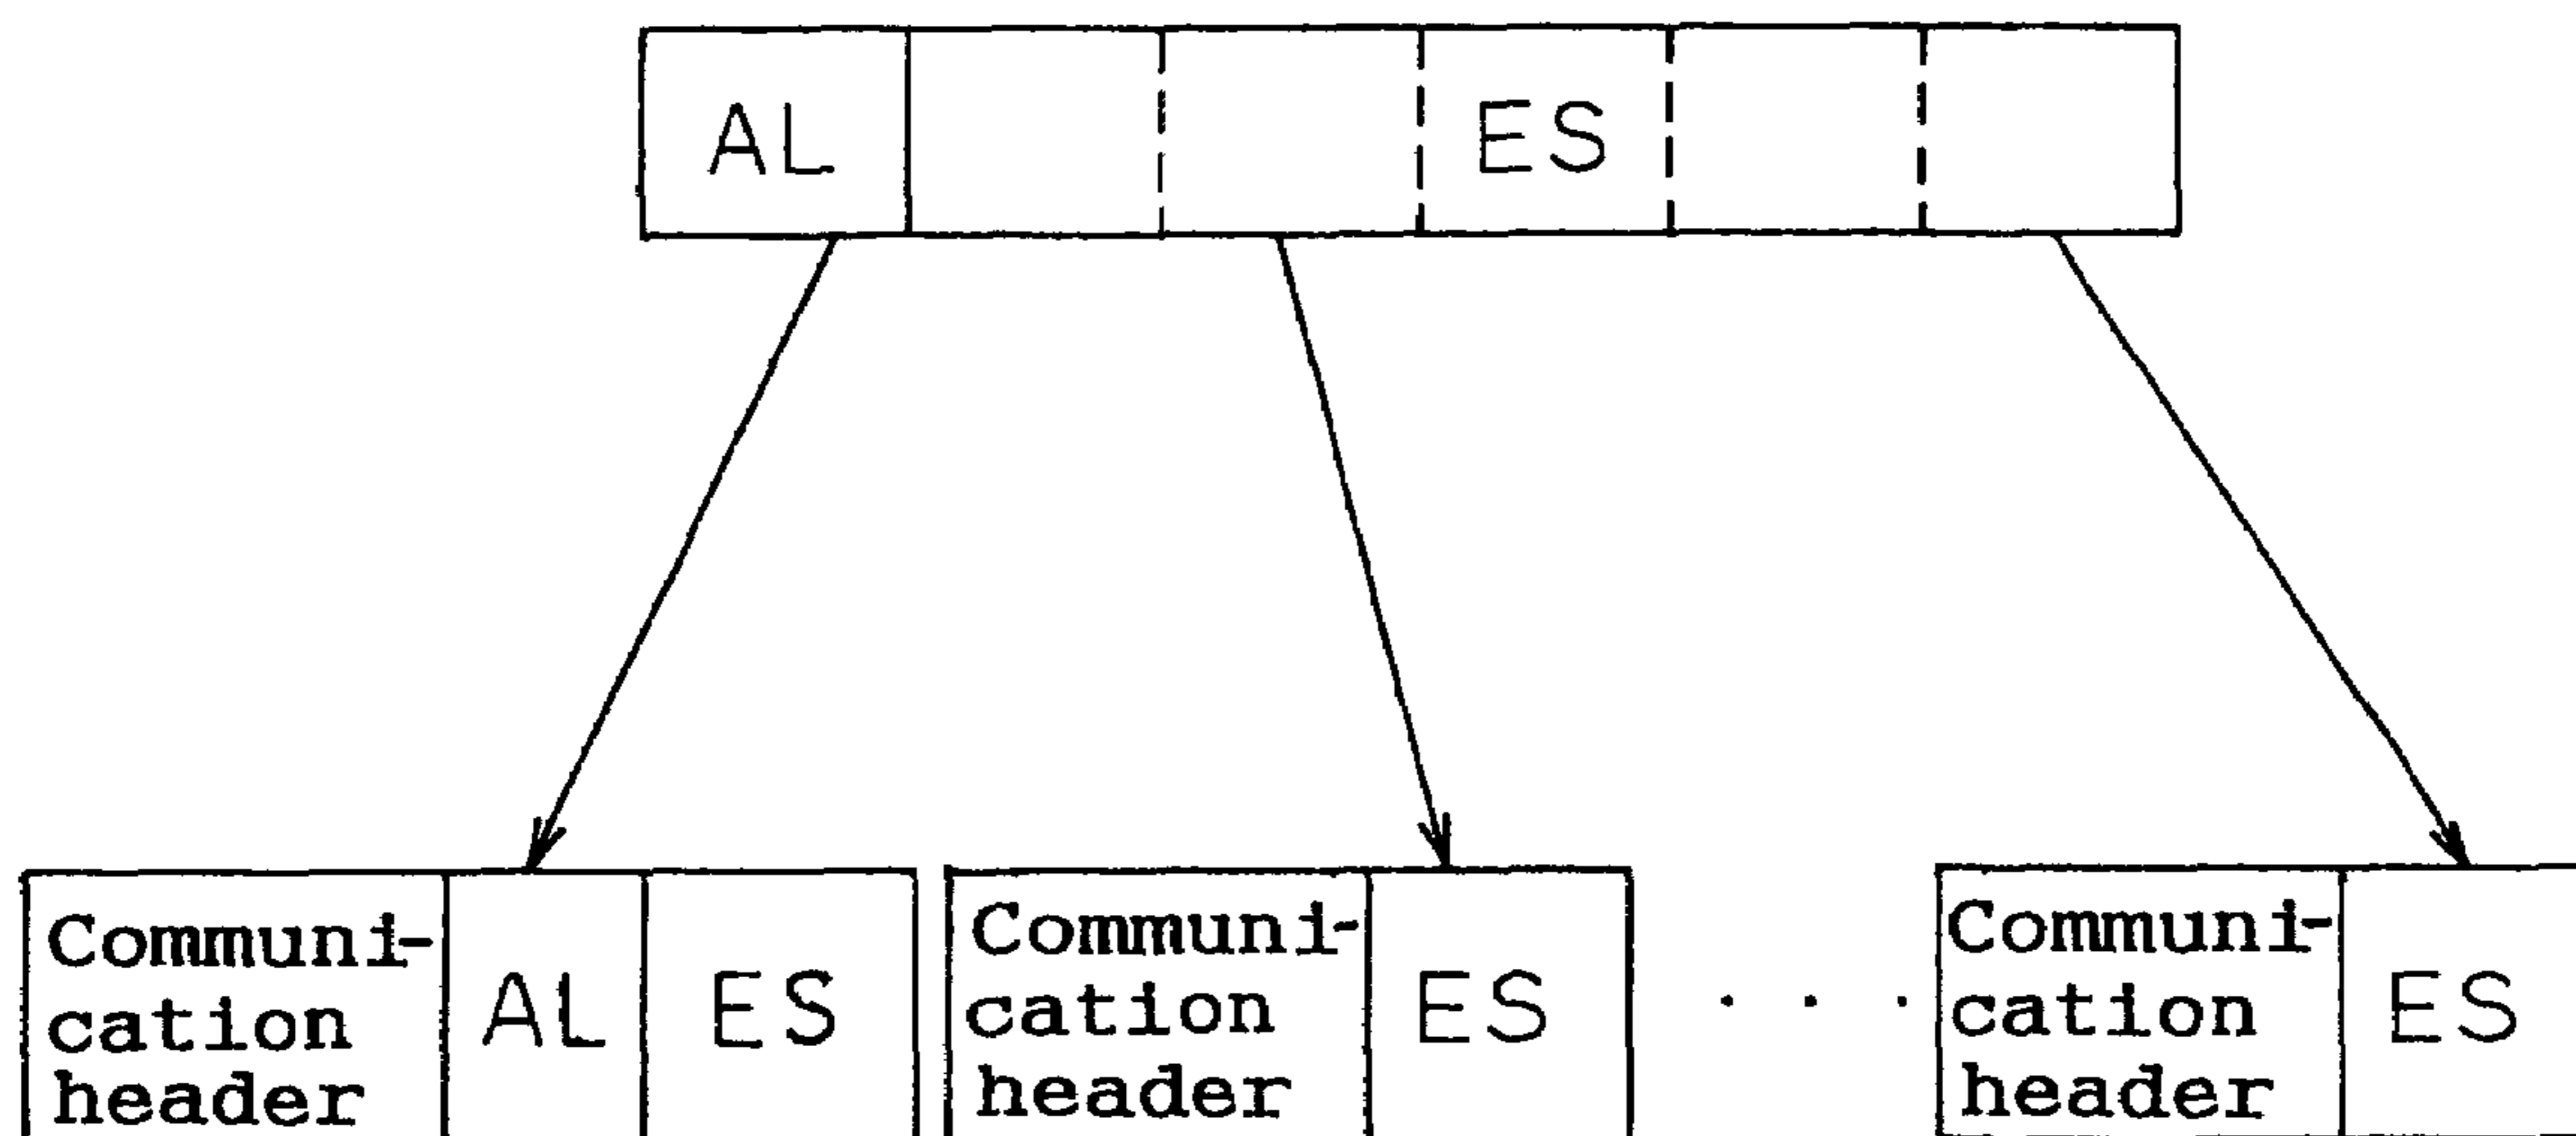 AL ES
Communi-
cation
header
AL ES
Communi-
cation
header
ES
. . .
Communi-
cation
header
ES